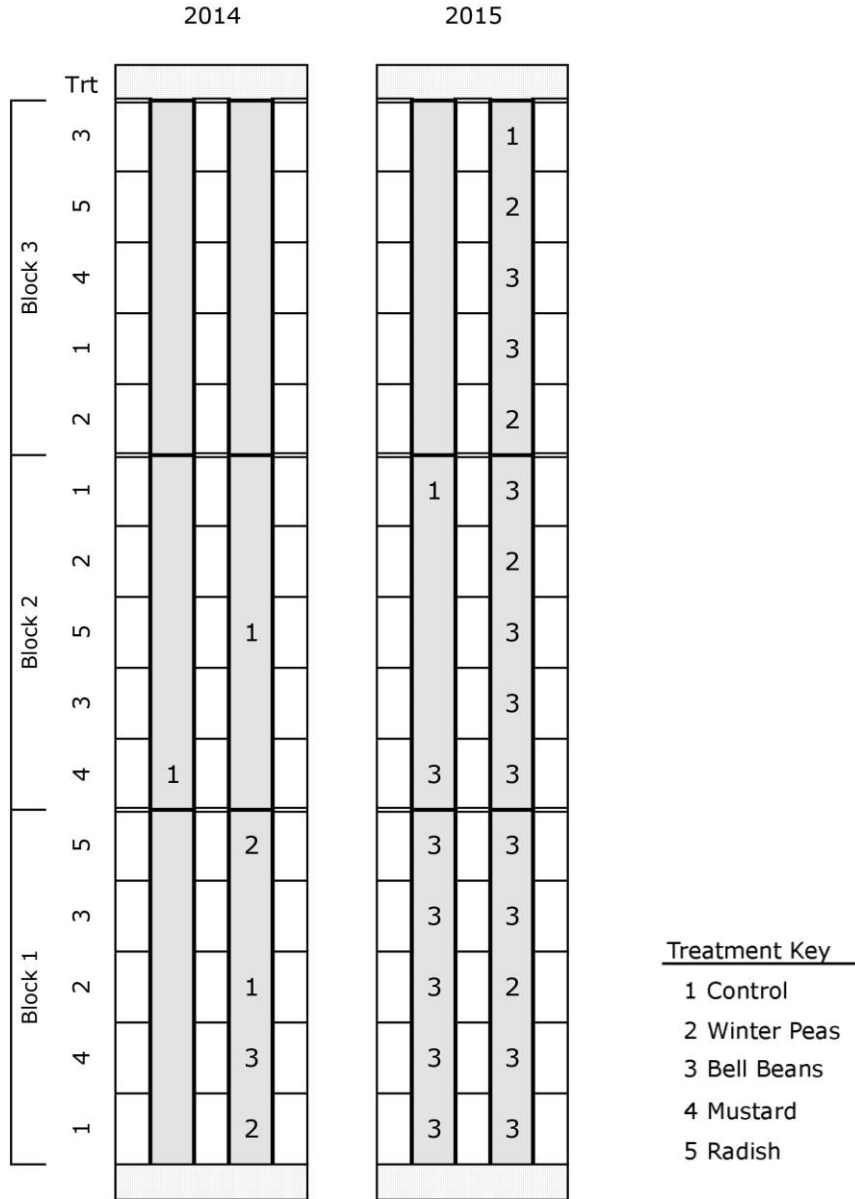 2014 2015
Trt
Block 3
3 1
5 2
4 3
1 3
2 2
Block 2
1 1 3
2 2
5 1 3
3 3
4 1 3 3
Block 1
5 2 3 3
3 3 3
2 1 3 2
4 3 3 3
1 2 3 3
Treatment Key
1 Control
2 Winter Peas
3 Bell Beans
4 Mustard
5 Radish